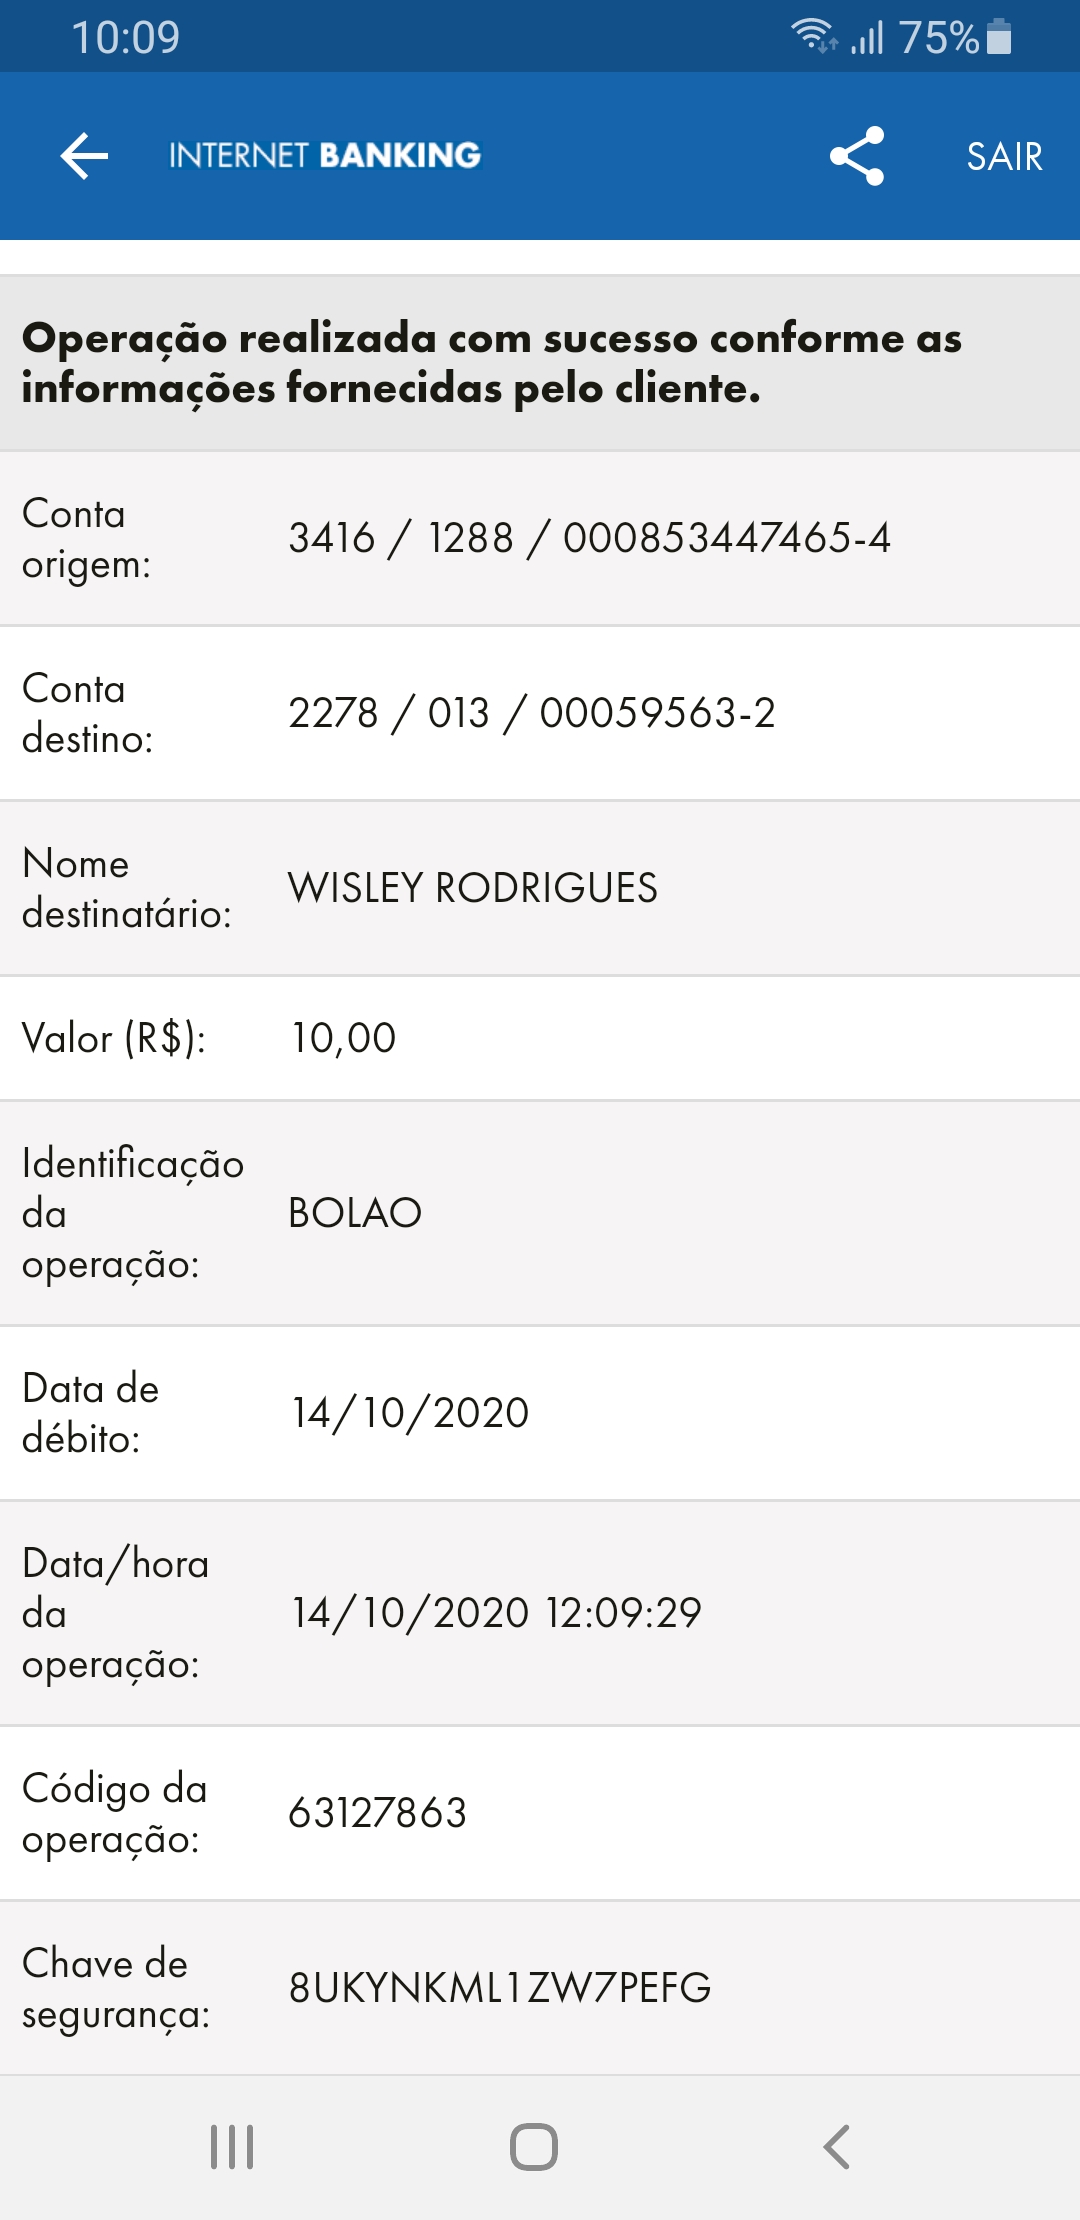 10:09 75%
INTERNET BANKING SAIR
Operação realizada com sucesso conforme as
informações fornecidas pelo cliente.
Conta
origem:
3416 / 1288 / 000853447465-4
Conta
destino:
2278 / 013 / 00059563-2
Nome
destinatário:
WISLEY RODRIGUES
Valor (R$): 10,00
Identificação
da
operação:
BOLAO
Data de
débito:
14/10/2020
Data/hora
da
operação:
14/10/2020 12:09:29
Código da
operação:
63127863
Chave de
segurança:
8UKYNKML1ZW7PEFG